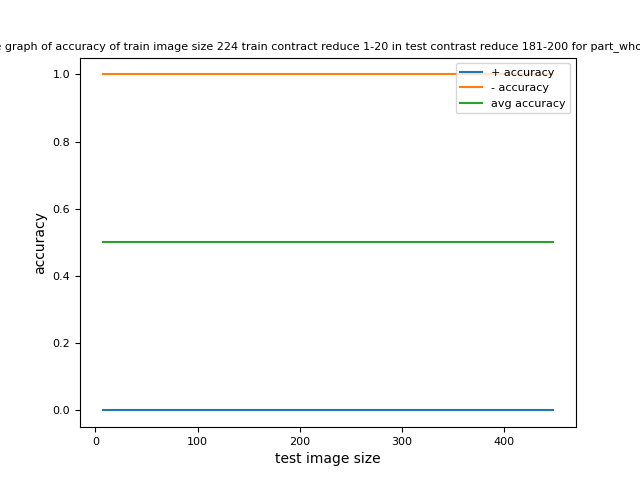 graph of accuracy of train image size 224 train contract reduce 1-20 in test contrast reduce 181-200 for
+ accuracy
- accuracy
avg accuracy
accuracy
1.0
0.8
0.6
0.4
0.2
0.0
0
100
200
300
400
test image size